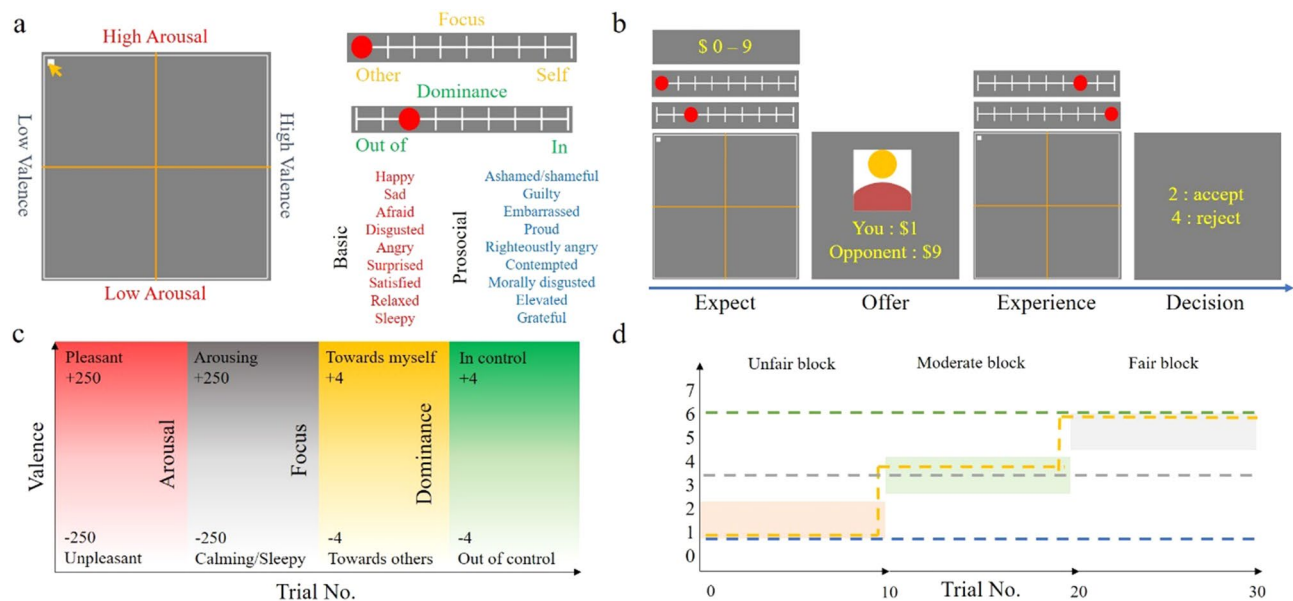 a
High Arousal
Low Valence
High Valence
Low Arousal
Focus
Other Self
Dominance
Out of In
Basic
Happy
Sad
Afraid
Disgusted
Angry
Surprised
Satisfied
Relaxed
Sleepy
Prosocial
Ashamed/shameful
Guilty
Embarrassed
Proud
Righteoustly angry
Contempted
Morally disgusted
Elevated
Grateful
b
$ 0 – 9
You : $1
Opponent : $9
2 : accept
4 : reject
Expect Offer Experience Decision
c
Valence
Pleasant
+250
-250
Unpleasant
Arousal
Arousing
+250
-250
Calming/Sleepy
Focus
Towards myself
+4
-4
Towards others
Dominance
In control
+4
-4
Out of control
Trial No.
d
Unfair block Moderate block Fair block
7
6
5
4
3
2
1
0
0 10 Trial No. 20 30